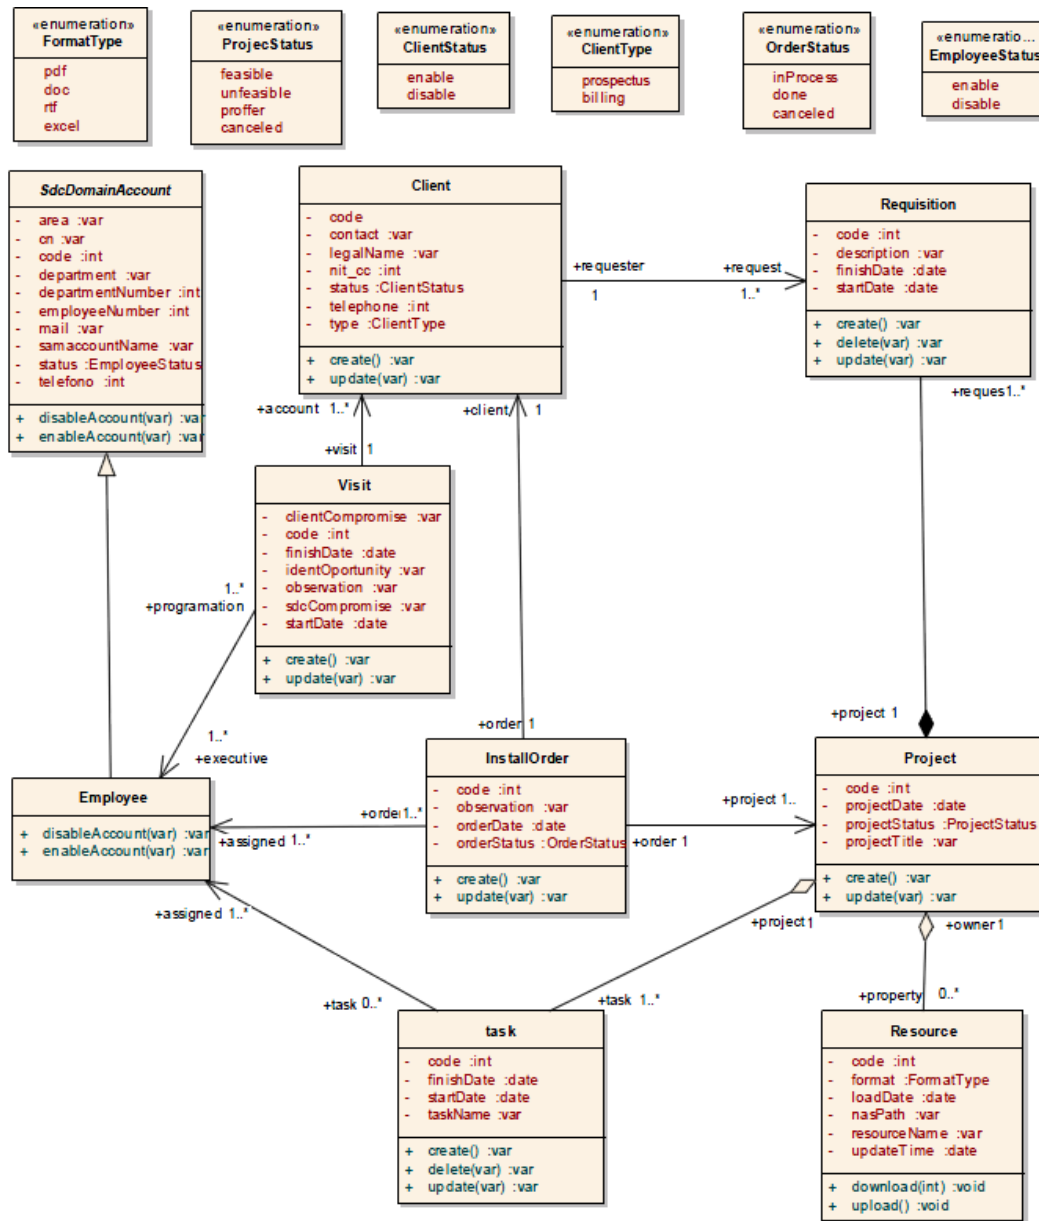 «enumeration»
FormatType
pdf
doc
rtf
excel
«enumeration»
ProjecStatus
feasible
unfeasible
proffer
canceled
«enumeration»
ClientStatus
enable
disable
«enumeration»
ClientType
prospectus
billing
«enumeration»
OrderStatus
inProcess
done
canceled
«enumeratio...
EmployeeStatus
enable
disable
SdcDomainAccount
- area :var
- cn :var
- code :int
- department :var
- departmentNumber :int
- employeeNumber :int
- mail :var
- samaccountName :var
- status :EmployeeStatus
- telefono :int
+ disableAccount(var) :var
+ enableAccount(var) :var
Client
- code
- contact :var
- legalName :var
- nit_cc :int
- status :ClientStatus
- telephone :int
- type :ClientType
+ create() :var
+ update(var) :var
+requester
1
+request
1..*
Requisition
- code :int
- description :var
- finishDate :date
- startDate :date
+ create() :var
+ delete(var) :var
+ update(var) :var
+account 1..*
+client 1
+reques1..*
+visit 1
Visit
- clientCompromise :var
- code :int
- finishDate :date
- identOportunity :var
- observation :var
- sdcCompromise :var
- startDate :date
+ create() :var
+ update(var) :var
1..*
+programation
1..*
+executive
+order 1
+project 1
Employee
+ disableAccount(var) :var
+ enableAccount(var) :var
InstallOrder
- code :int
- observation :var
- orderDate :date
- orderStatus :OrderStatus
+ create() :var
+ update(var) :var
Project
- code :int
- projectDate :date
- projectStatus :ProjectStatus
- projectTitle :var
+ create() :var
+ update(var) :var
+order1..*
+assigned 1..*
+project 1..
+order 1
+assigned 1..*
+project1
+owner1
+task 0..*
+task 1..*
+property 0..*
task
- code :int
- finishDate :date
- startDate :date
- taskName :var
+ create() :var
+ delete(var) :var
+ update(var) :var
Resource
- code :int
- format :FormatType
- loadDate :date
- nasPath :var
- resourceName :var
- updateTime :date
+ download(int) :void
+ upload() :void